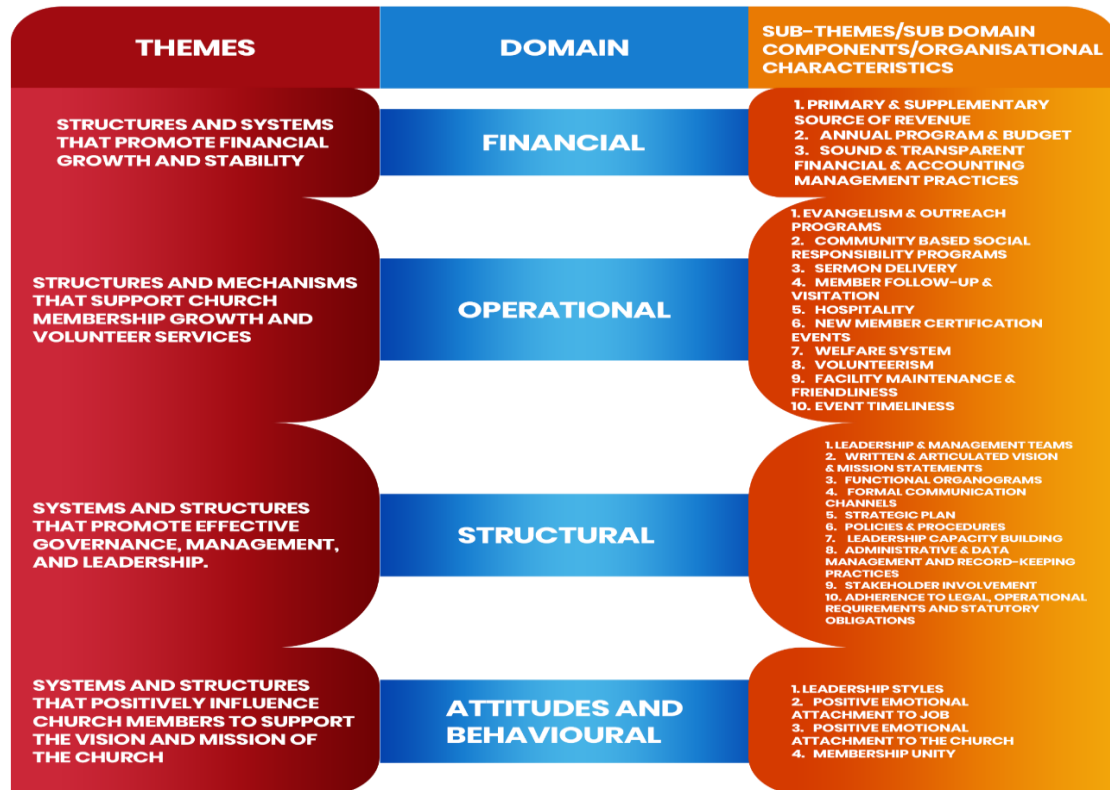 THEMES
DOMAIN
SUB-THEMES/SUB DOMAIN
COMPONENTS/ORGANISATIONAL
CHARACTERISTICS
STRUCTURES AND SYSTEMS
THAT PROMOTE FINANCIAL
GROWTH AND STABILITY
FINANCIAL
1. PRIMARY & SUPPLEMENTARY
SOURCE OF REVENUE
2. ANNUAL PROGRAM & BUDGET
3. SOUND & TRANSPARENT
FINANCIAL & ACCOUNTING
MANAGEMENT PRACTICES
STRUCTURES AND MECHANISMS
THAT SUPPORT CHURCH
MEMBERSHIP GROWTH AND
VOLUNTEER SERVICES
OPERATIONAL
1. EVANGELISM & OUTREACH
PROGRAMS
2. COMMUNITY BASED SOCIAL
RESPONSIBILITY PROGRAMS
3. SERMON DELIVERY
4. MEMBER FOLLOW-UP &
VISITATION
5. HOSPITALITY
6. NEW MEMBER CERTIFICATION
EVENTS
7. WELFARE SYSTEM
8. VOLUNTEERISM
9. FACILITY MAINTENANCE &
FRIENDLINESS
10. EVENT TIMELINESS
SYSTEMS AND STRUCTURES
THAT PROMOTE EFFECTIVE
GOVERNANCE, MANAGEMENT,
AND LEADERSHIP.
STRUCTURAL
1. LEADERSHIP & MANAGEMENT TEAMS
2. WRITTEN & ARTICULATED VISION
& MISSION STATEMENTS
3. FUNCTIONAL ORGANOGRAMS
4. FORMAL COMMUNICATION
CHANNELS
5. STRATEGIC PLAN
6. POLICIES & PROCEDURES
7. LEADERSHIP CAPACITY BUILDING
8. ADMINISTRATIVE & DATA
MANAGEMENT AND RECORD-KEEPING
PRACTICES
9. STAKEHOLDER INVOLVEMENT
10. ADHERENCE TO LEGAL, OPERATIONAL
REQUIREMENTS AND STATUTORY
OBLIGATIONS
SYSTEMS AND STRUCTURES
THAT POSITIVELY INFLUENCE
CHURCH MEMBERS TO SUPPORT
THE VISION AND MISSION OF
THE CHURCH
ATTITUDES AND
BEHAVIOURAL
1. LEADERSHIP STYLES
2. POSITIVE EMOTIONAL
ATTACHMENT TO JOB
3. POSITIVE EMOTIONAL
ATTACHMENT TO THE CHURCH
4. MEMBERSHIP UNITY